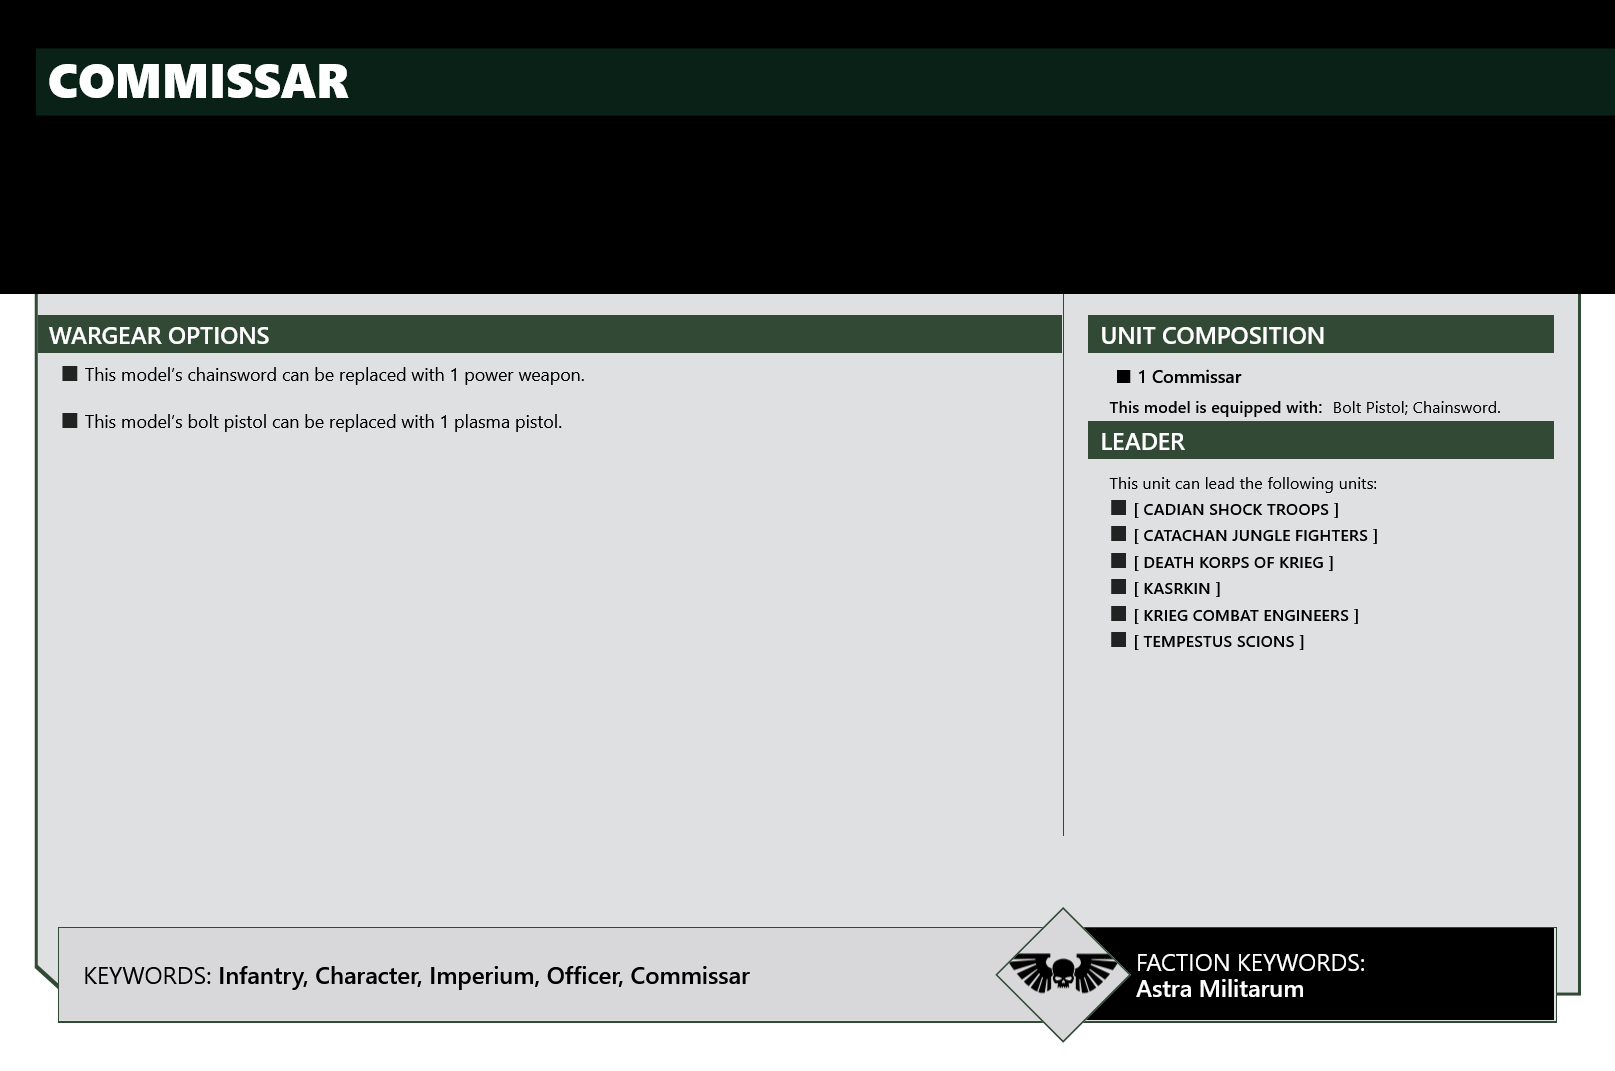 COMMISSAR
WARGEAR OPTIONS
This model’s chainsword can be replaced with 1 power weapon.
This model’s bolt pistol can be replaced with 1 plasma pistol.
UNIT COMPOSITION
1 Commissar
This model is equipped with: Bolt Pistol; Chainsword.
LEADER
This unit can lead the following units:
[ CADIAN SHOCK TROOPS ]
[ CATACHAN JUNGLE FIGHTERS ]
[ DEATH KORPS OF KRIEG ]
[ KASRKIN ]
[ KRIEG COMBAT ENGINEERS ]
[ TEMPESTUS SCIONS ]
KEYWORDS: Infantry, Character, Imperium, Officer, Commissar
FACTION KEYWORDS:
Astra Militarum